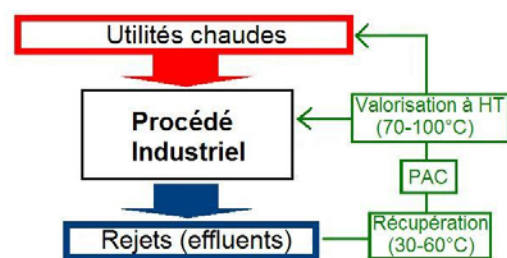 Utilités chaudes
Procédé
Industriel
Rejets (effluents)
Valorisation à HT
(70-100°C)
PAC
Récupération
(30-60°C)